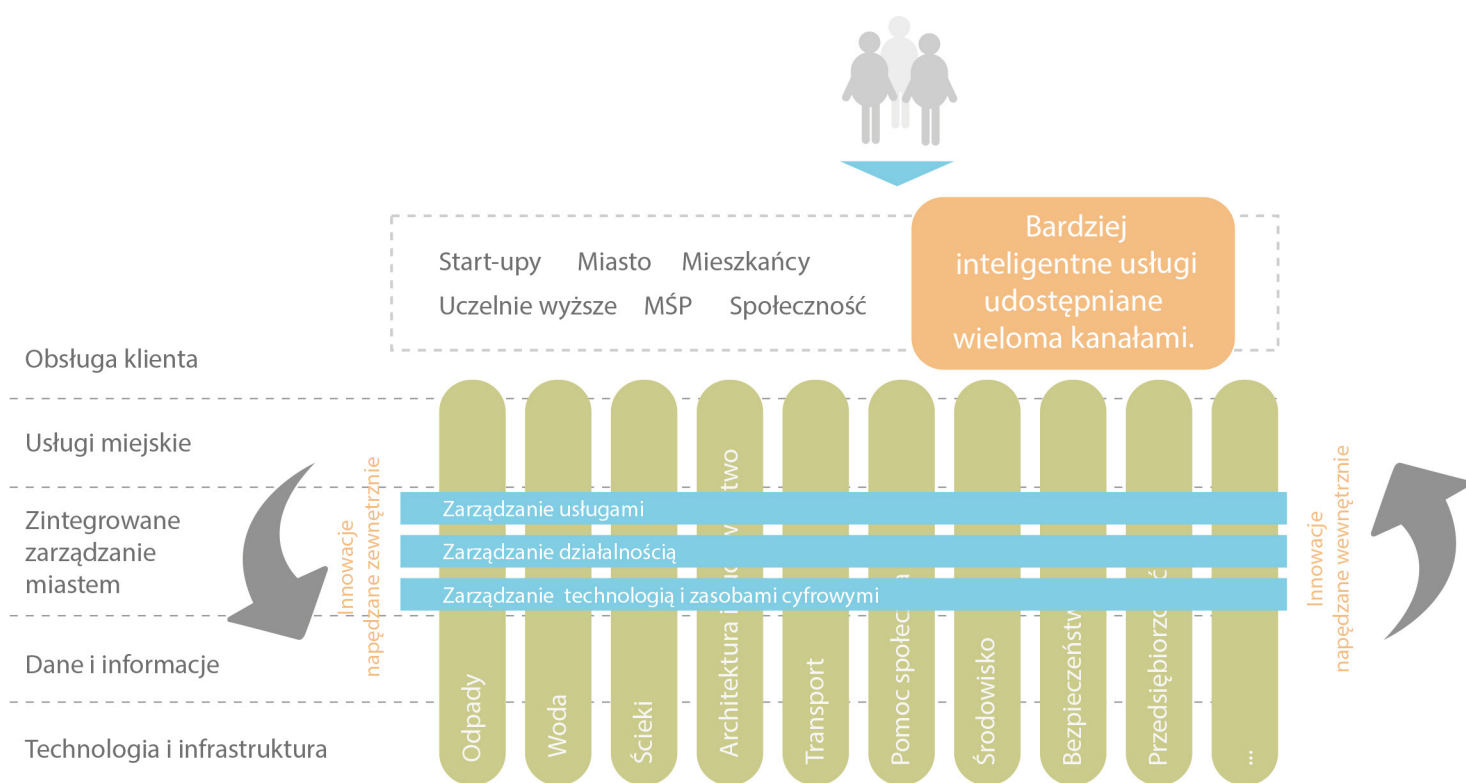 Start-upy Miasto Mieszkańcy
Uczelnie wyższe MŚP Społeczność
Bardziej
inteligentne usługi
udostępniane
wieloma kanałami.
Obsługa klienta
Usługi miejskie
Zintegrowane
zarządzanie
miastem
Dane i informacje
Technologia i infrastruktura
Innowacje
napędzane zewnętrznie
Zarządzanie usługami
Zarządzanie działalnością
Zarządzanie technologią i zasobami cyfrowymi
Odpady
Woda
Ścieki
Architektura i
Transport
Pomoc
Środowisko
...
Innowacje
napędzane wewnętrznie